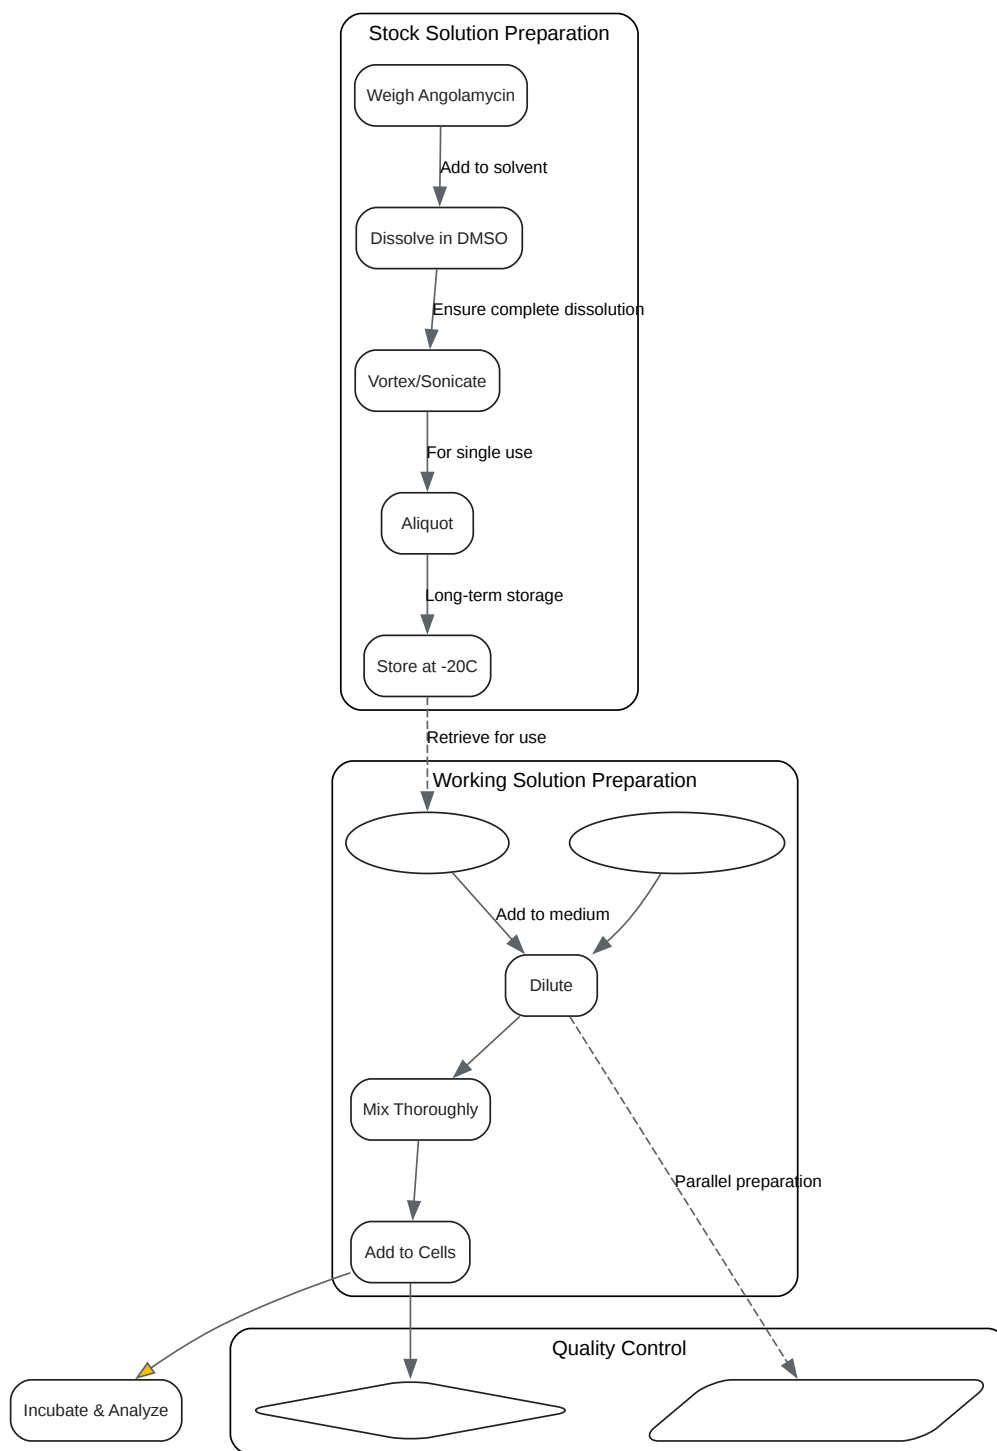 Stock Solution Preparation
Weigh Angolamycin
Add to solvent
Dissolve in DMSO
Ensure complete dissolution
Vortex/Sonicate
For single use
Aliquot
Long-term storage
Store at -20C
Retrieve for use
Working Solution Preparation
Add to medium
Dilute
Mix Thoroughly
Parallel preparation
Add to Cells
Quality Control
Incubate & Analyze